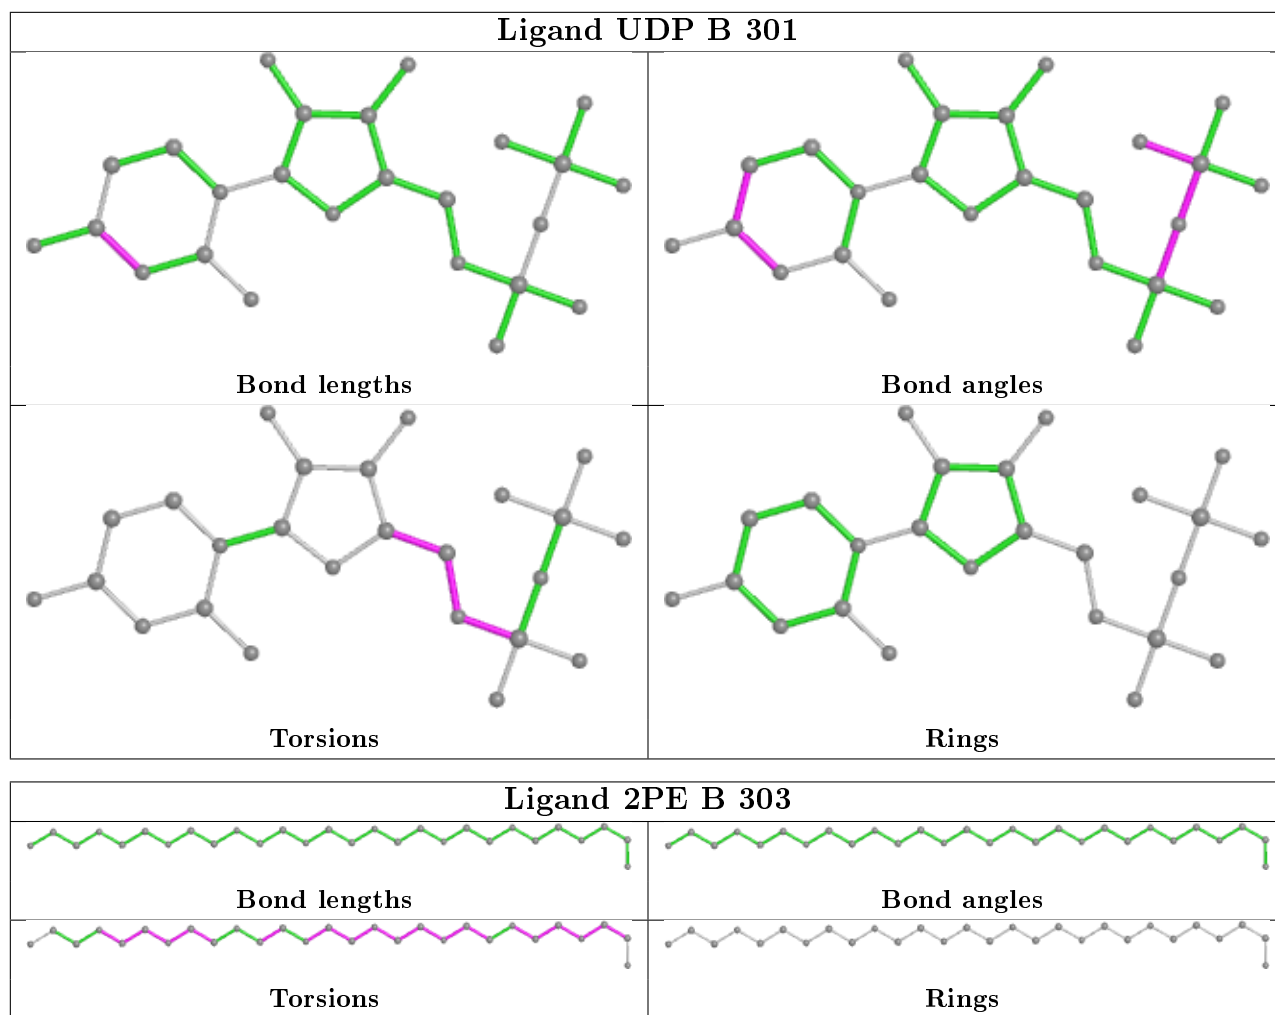 Ligand UDP B 301
Bond lengths
Bond angles
Torsions
Rings
Ligand 2PE B 303
Bond lengths
Bond angles
Torsions
Rings